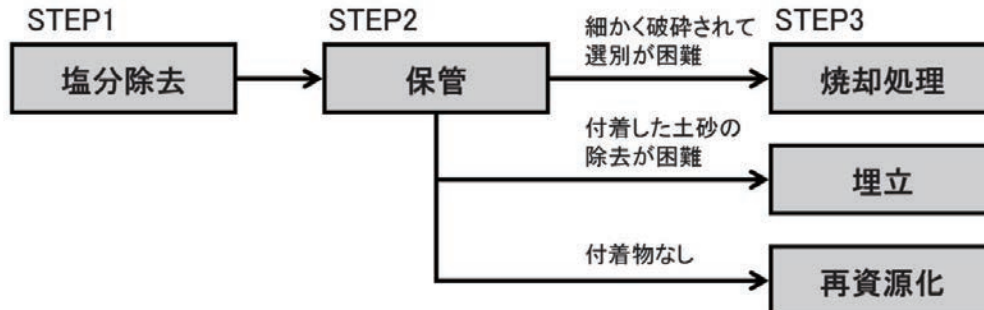 STEP1
STEP2
STEP3
塩分除去
保管
細かく破砕されて
選別が困難
焼却処理
付着した土砂の
除去が困難
埋立
付着物なし
再資源化